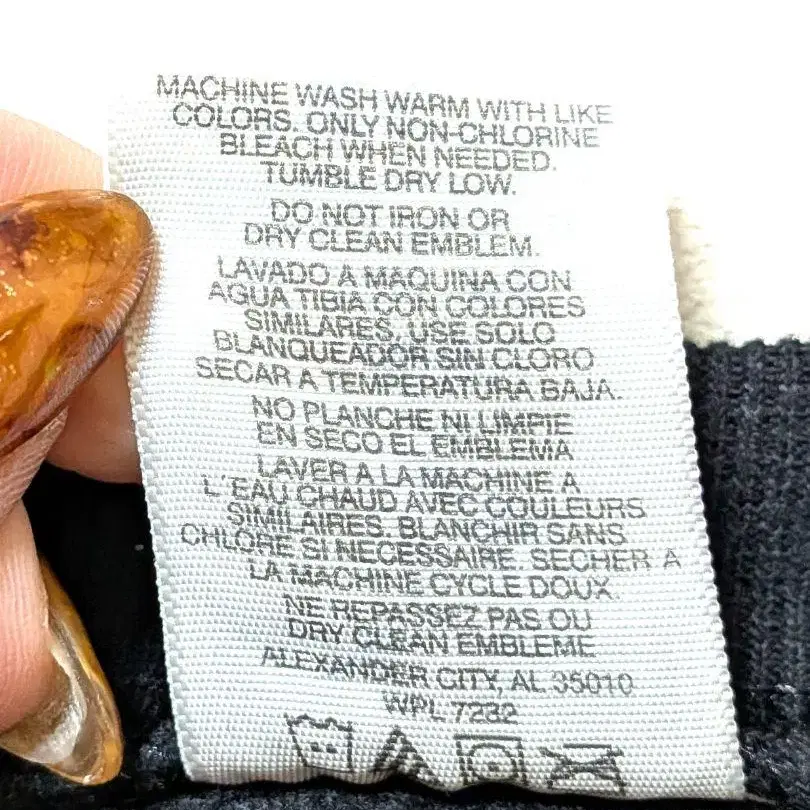 MACHINE WASH WARM WITH LIKE
COLORS. ONLY NON-CHLORINE
BLEACH WHEN NEEDED.
TUMBLE DRY LOW.
DO NOT IRON OR
DRY CLEAN EMBLEM.
LAVADO A MAQUINA CON
AGUA TIBIA CON COLORES
SIMILARES. USE SOLO
BLANQUEADOR SIN CLORO
SECAR A TEMPERATURA BAJA.
NO PLANCHE NI LIMPIE
EN SECO EL EMBLEMA
LAVER A LA MACHINE A
L'EAU CHAUD AVEC COULEURS
SIMILAIRES. BLANCHIR SANS
CHLORE SI NECESSAIRE. SECHER A
LA MACHINE CYCLE DOUX.
NE REPASSEZ PAS OU
DRY CLEAN EMBLEME
ALEXANDER CITY, AL 35010
WPL 7232